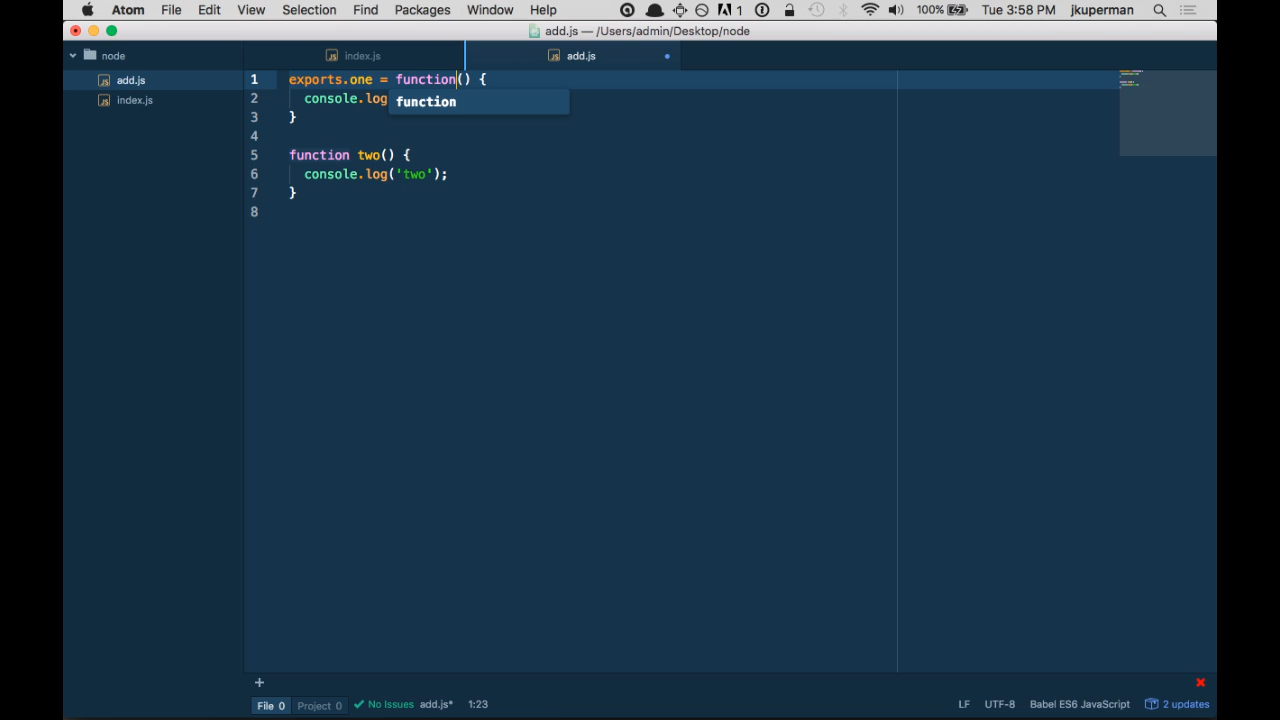 Atom File Edit View Selection Find Packages Window Help 1 100% Tue 3:58 PM jkuperman
add.js — /Users/admin/Desktop/node
node
add.js
index.js
index.js
add.js
1 exports.one = function() {
2 console.log
function
3 }
4
5 function two() {
6 console.log('two');
7 }
8
+
File 0 Project 0 No Issues add.js* 1:23 LF UTF-8 Babel ES6 JavaScript 2 updates